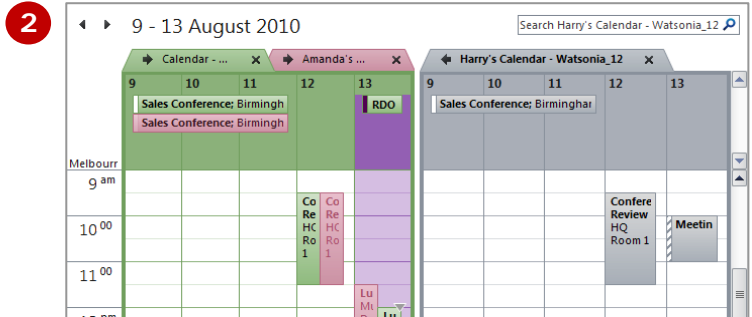 2
9 - 13 August 2010
Search Harry's Calendar - Watsonia_12
Calendar - ...
Amanda's ...
Harry's Calendar - Watsonia_12
9 10 11 12 13 9 10 11 12 13
Sales Conference; Birmingh
RDO
Sales Conference; Birminghar
Sales Conference; Birmingh
Melbourr
9 am
Co
Re
HC
Ro
1
Co
Re
HC
Ro
1
Confere
Review
HQ
Room 1
Meetin
10 00
11 00
Lu
Mu
Lu
pm